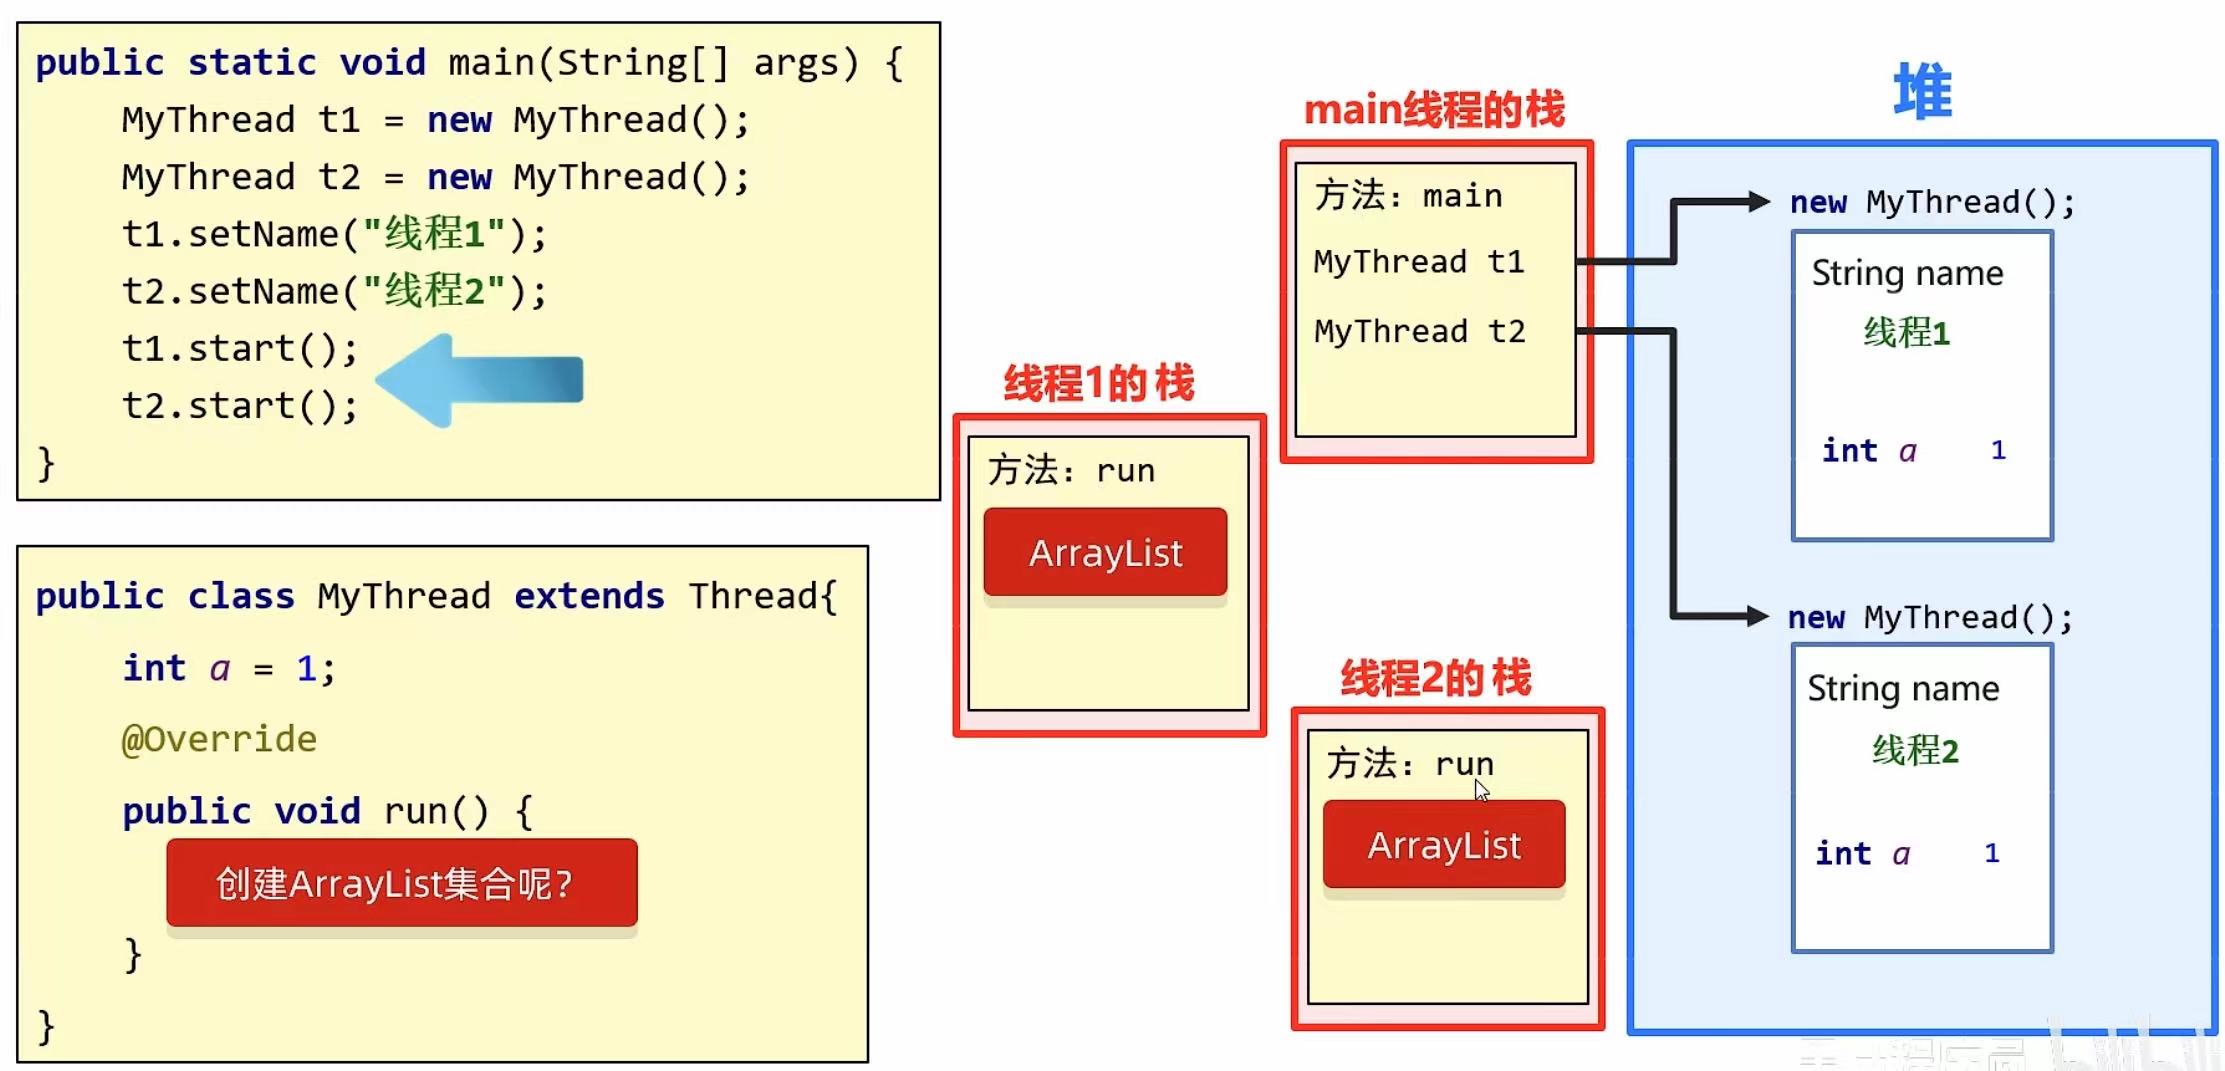 public static void main(String[] args) {
MyThread t1 = new MyThread();
MyThread t2 = new MyThread();
t1.setName("线程1");
t2.setName("线程2");
t1.start();
t2.start();
}
public class MyThread extends Thread{
int a = 1;
@Override
public void run() {
创建ArrayList集合呢？
}
}
线程1的栈
方法：run
ArrayList
main线程的栈
方法：main
MyThread t1
MyThread t2
线程2的栈
方法：run
ArrayList
堆
new MyThread();
String name
线程1
int a 1
new MyThread();
String name
线程2
int a 1